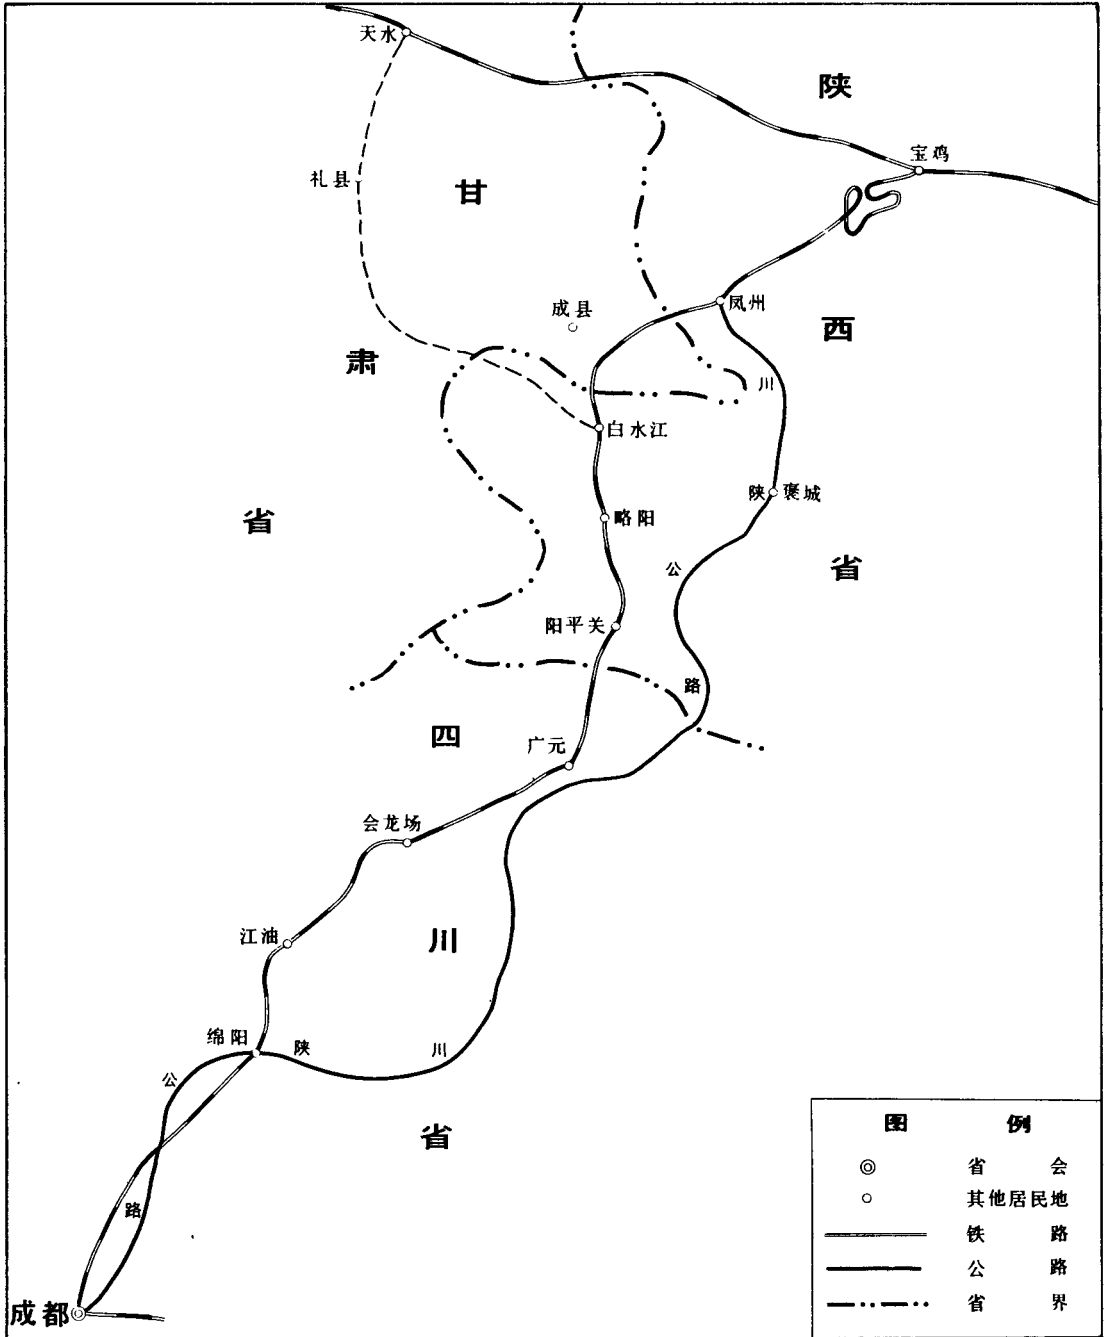 天水
陕
宝鸡
礼县
甘
成县
凤州
西
肃
川
白水江
陕
褒城
略阳
省
公
省
阳平关
路
四
广元
会龙场
江油
川
绵阳
陕
川
公
省
路
成都
图 例
省 会
其他居民地
铁 路
公 路
省 界